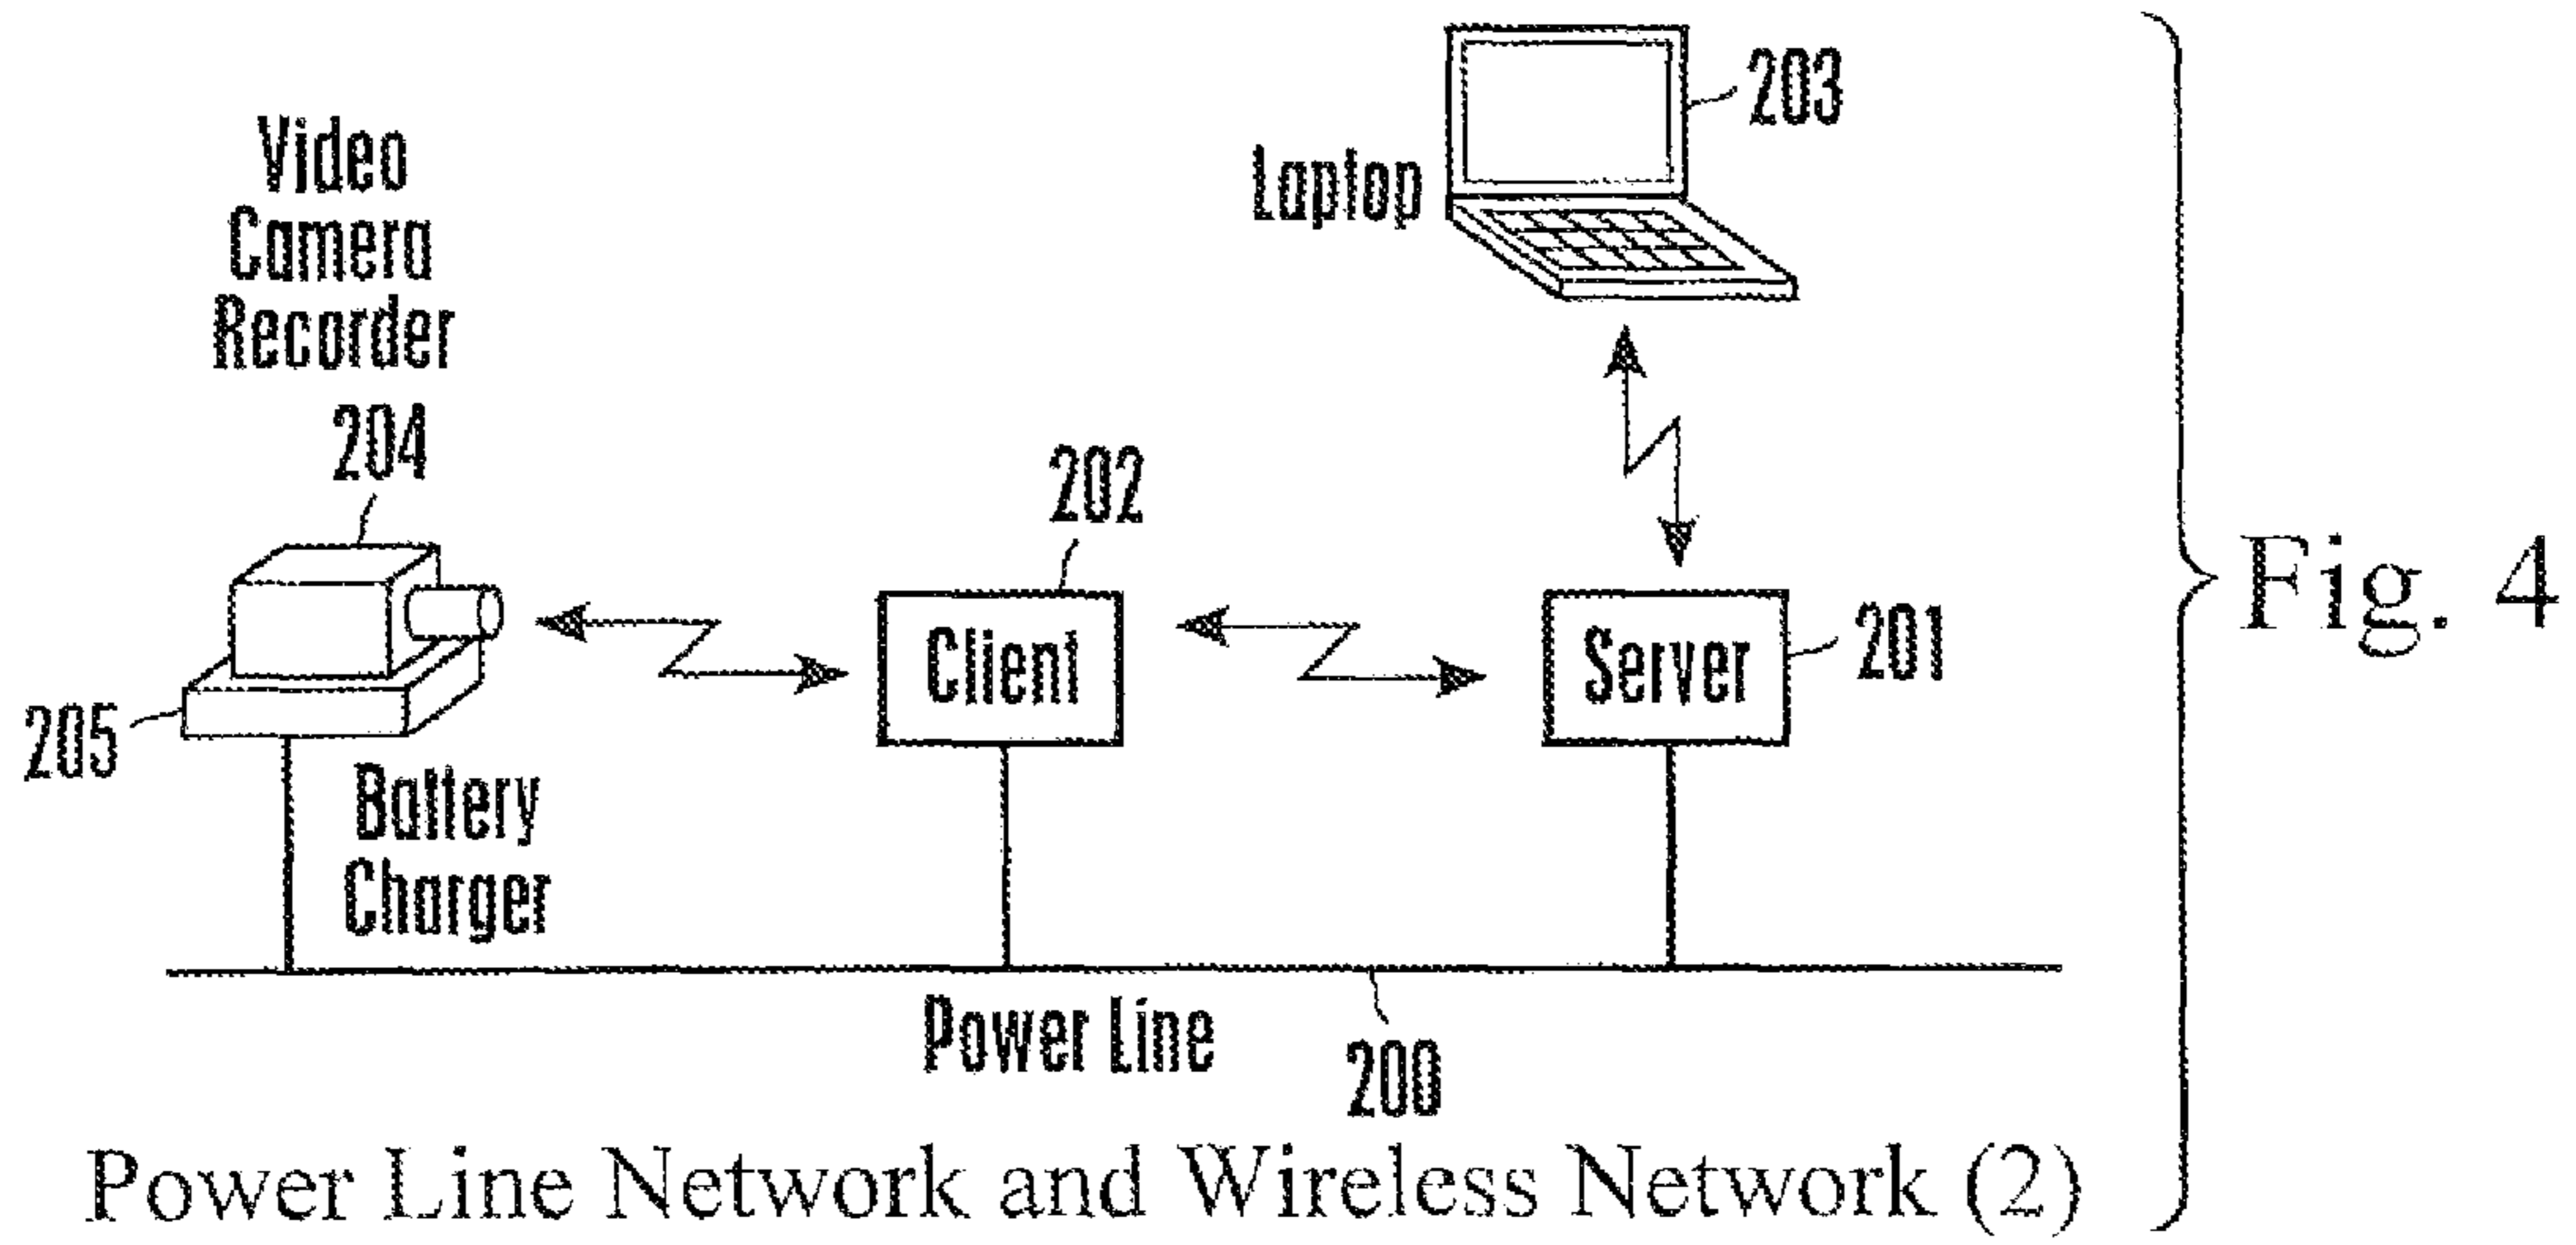 Video
Camera
Recorder
204
205
Battery
Charger
202
Client
Laptop
203
Server
201
Power Line
200
Power Line Network and Wireless Network (2)
Fig. 4